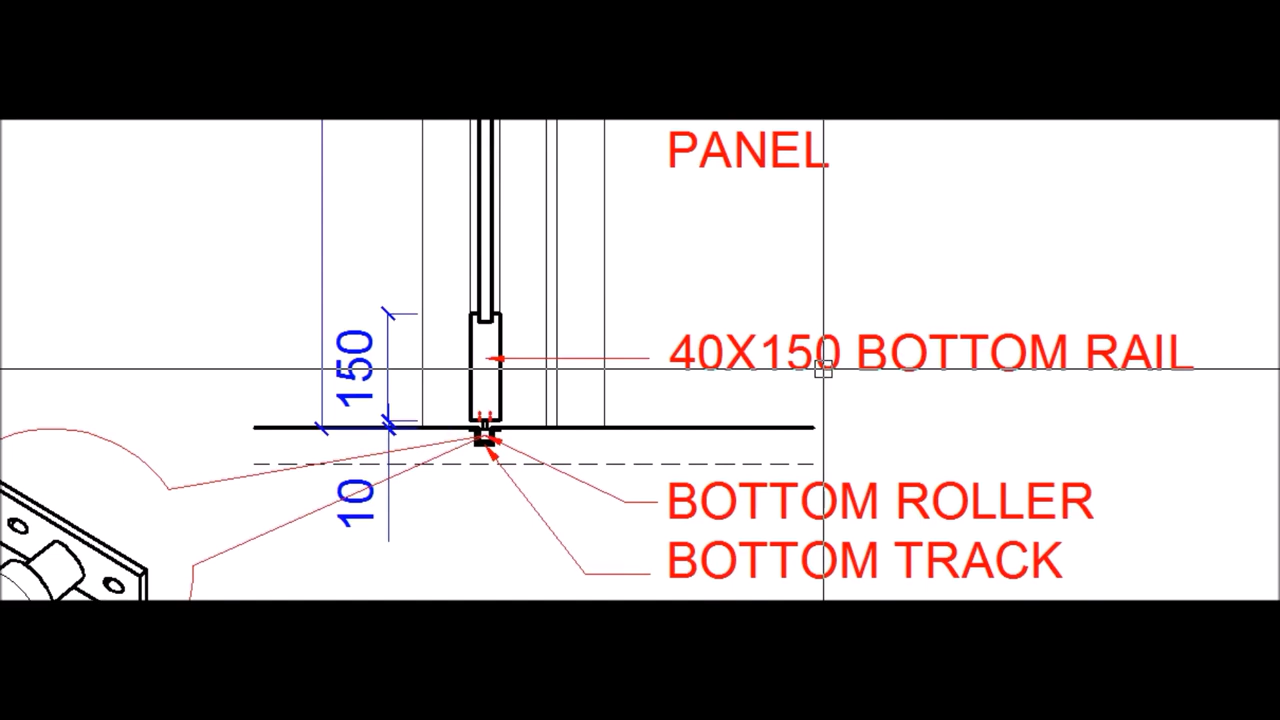 PANEL
150
40X150 BOTTOM RAIL
10
BOTTOM ROLLER
BOTTOM TRACK